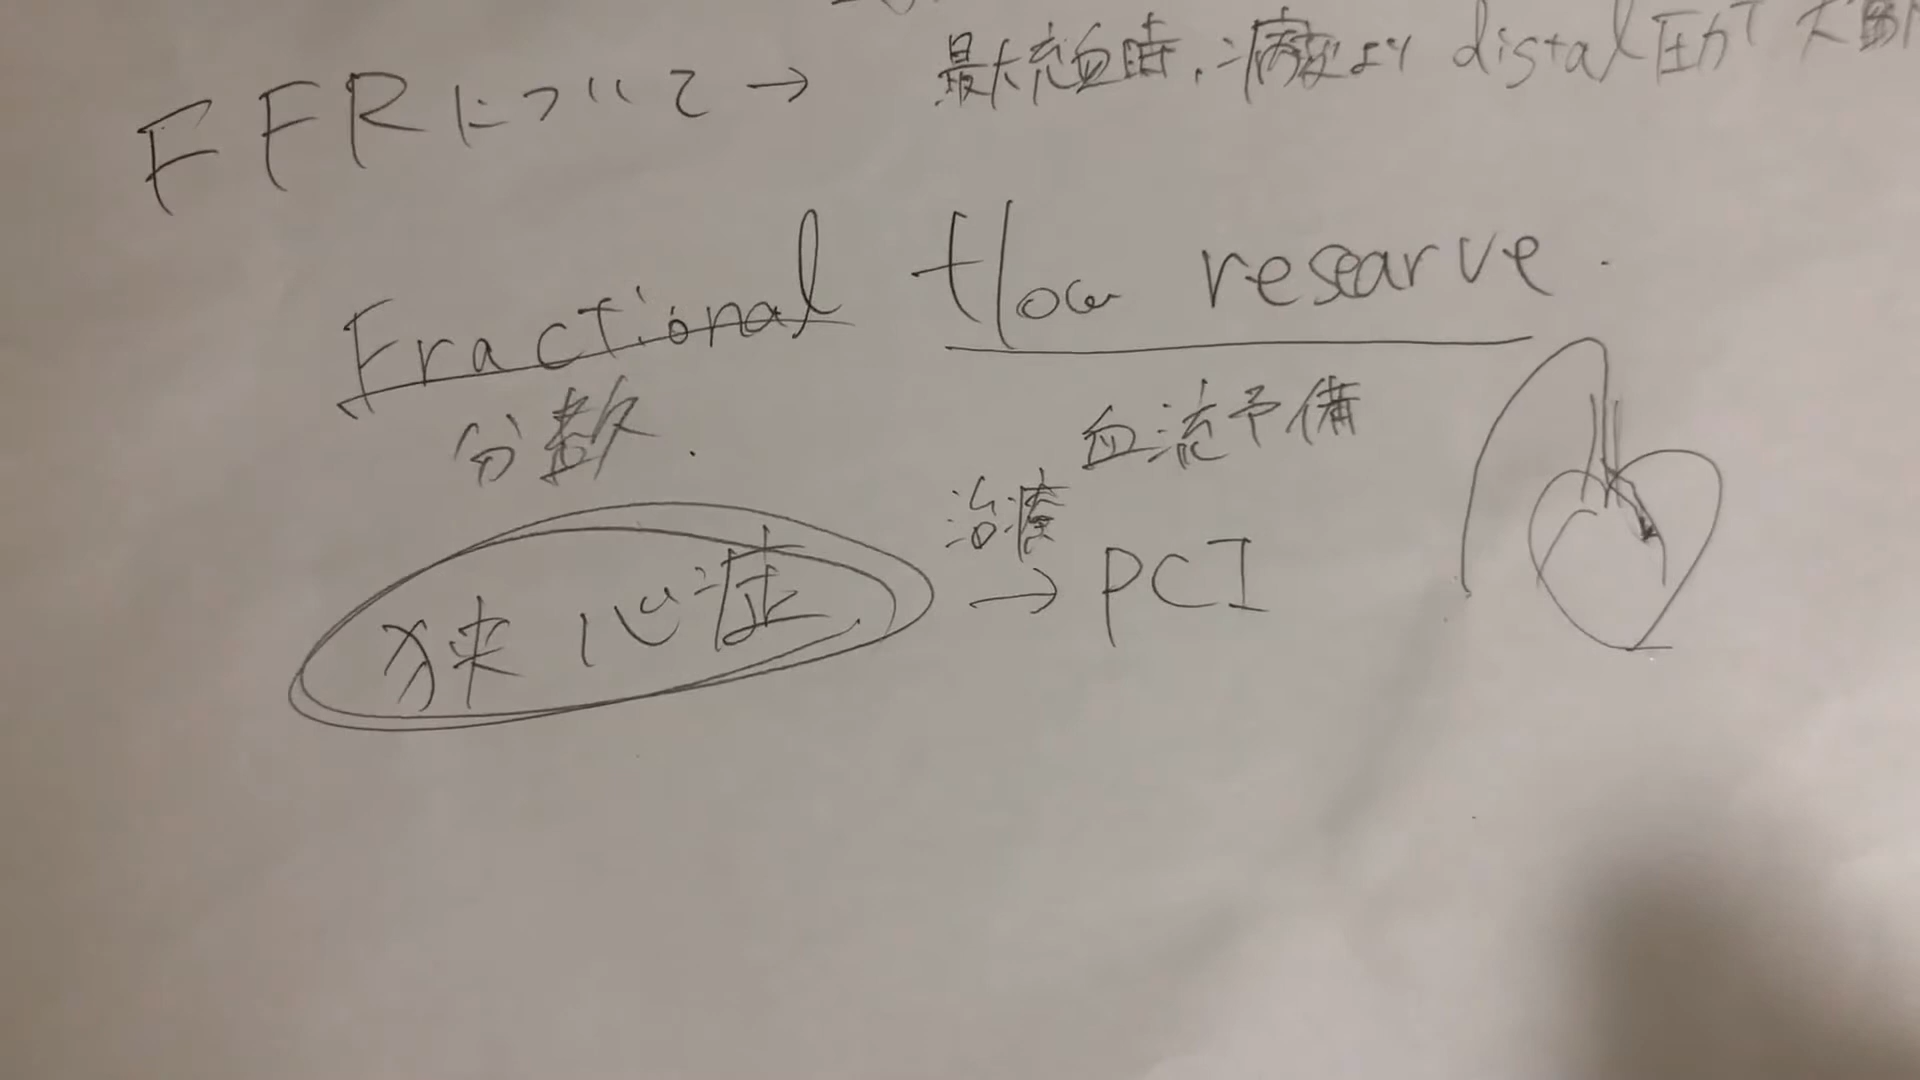 FFRについて → 最大充血時、病変より distal圧力 大動
Fractional flow researve.
分数. 血流予備
狭心症 治療 → PCI